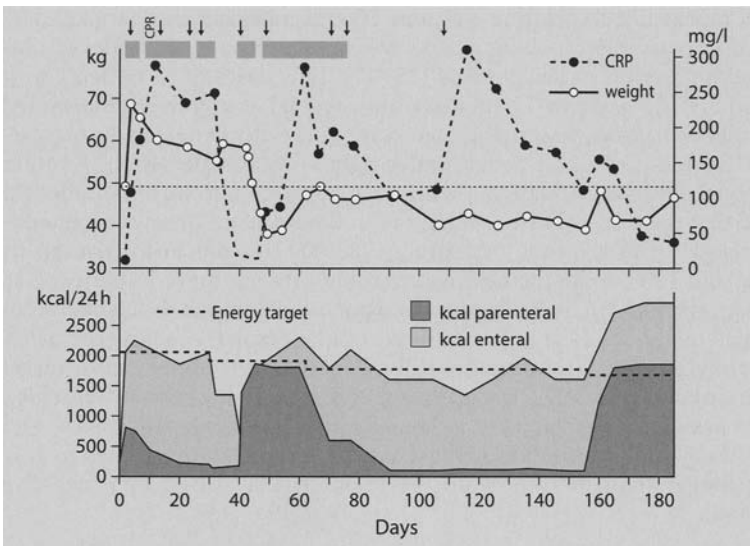 CPR
kg
mg/l
70
60
50
40
30
300
250
200
150
100
50
0
CRP
weight
kcal/24 h
2500
2000
1500
1000
500
0
Energy target
kcal parenteral
kcal enteral
0 20 40 60 80 100 120 140 160 180
Days